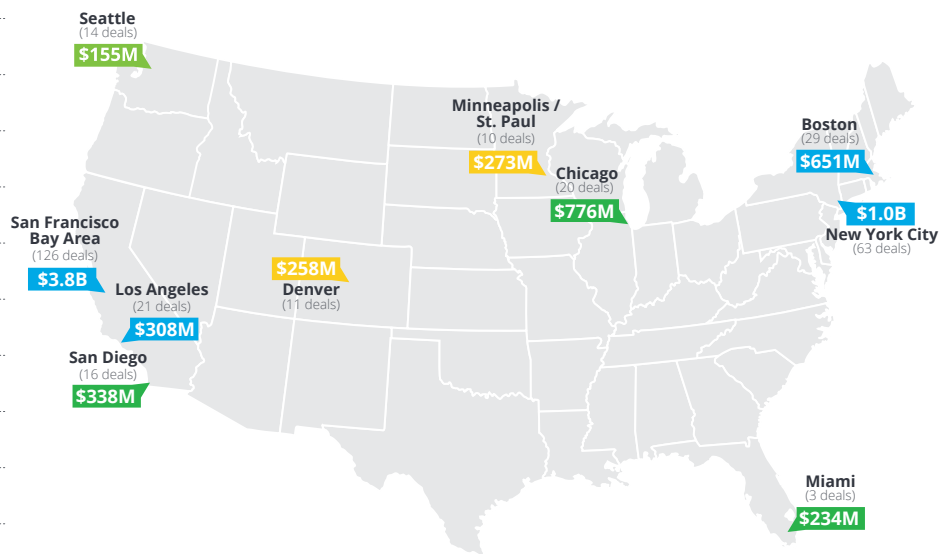 Seattle
(14 deals)
$155M
Minneapolis /
St. Paul
(10 deals)
$273M
Boston
(29 deals)
$651M
Chicago
(20 deals)
$776M
$1.0B
New York City
(63 deals)
San Francisco
Bay Area
(126 deals)
$3.8B
$258M
Denver
(11 deals)
Los Angeles
(21 deals)
$308M
San Diego
(16 deals)
$338M
Miami
(3 deals)
$234M